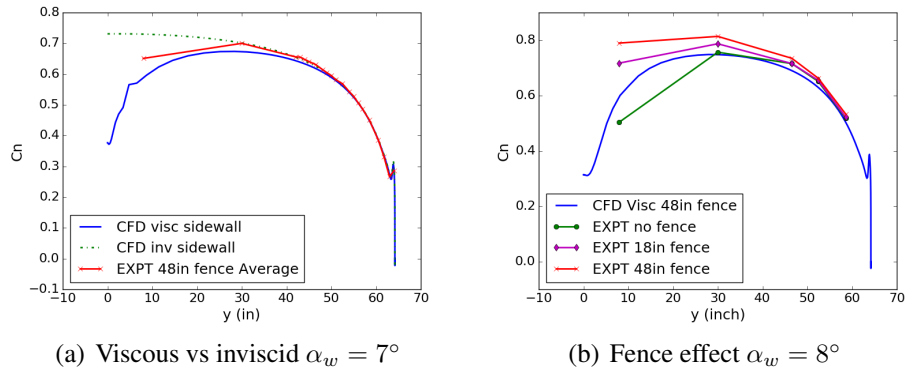 0.8
0.7
0.6
0.5
0.4
0.3
0.2
0.1
0.0
−0.1
Cn
CFD visc sidewall
CFD inv sidewall
EXPT 48in fence Average
−10 0 10 20 30 40 50 60 70
y (in)
(a) Viscous vs inviscid αw = 7°
0.8
0.6
0.4
0.2
0.0
Cn
CFD Visc 48in fence
EXPT no fence
EXPT 18in fence
EXPT 48in fence
−10 0 10 20 30 40 50 60 70
y (inch)
(b) Fence effect αw = 8°